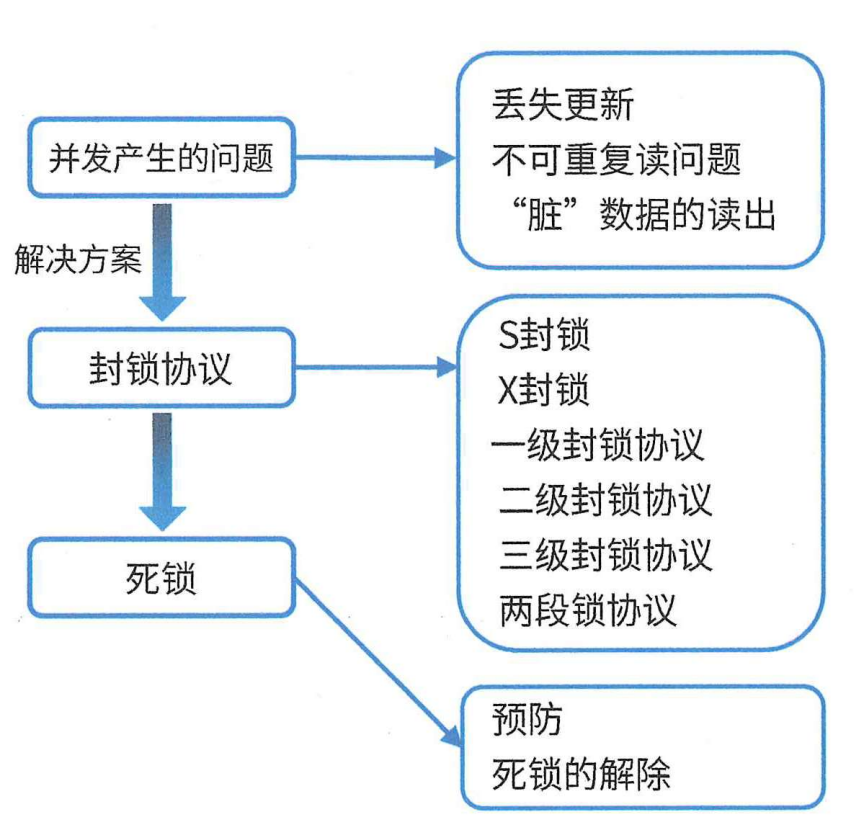 并发产生的问题
丢失更新
不可重复读问题
“脏”数据的读出
解决方案
封锁协议
S封锁
X封锁
一级封锁协议
二级封锁协议
三级封锁协议
两段锁协议
死锁
预防
死锁的解除